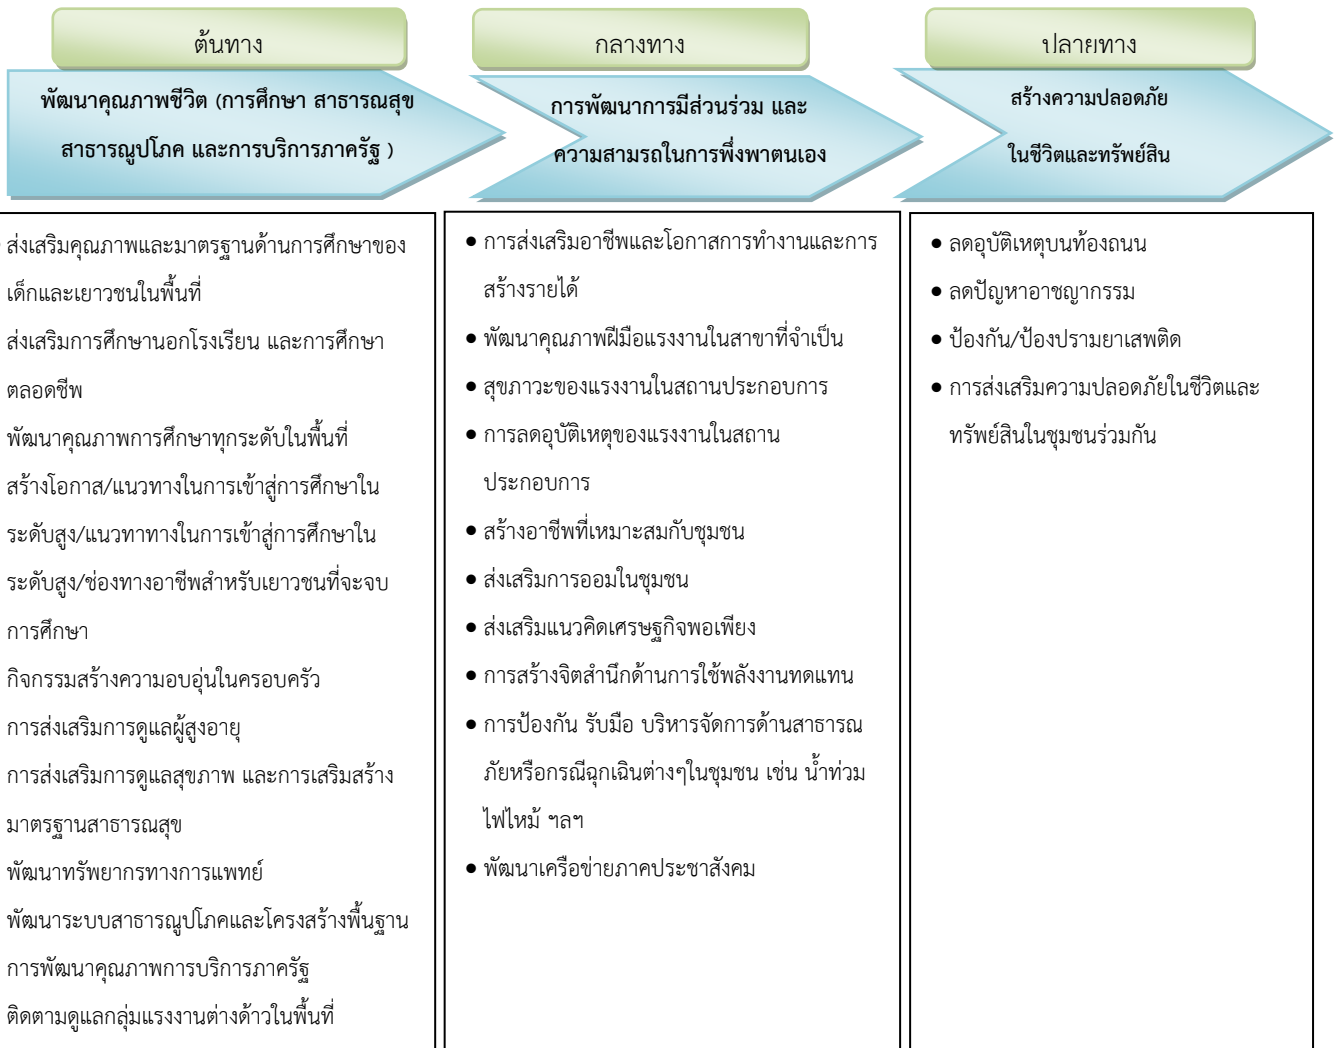 ต้นทาง
พัฒนาคุณภาพชีวิต (การศึกษา สาธารณสุข
สาธารณูปโภค และการบริการภาครัฐ )
ส่งเสริมคุณภาพและมาตรฐานด้านการศึกษาของ
เด็กและเยาวชนในพื้นที่
ส่งเสริมการศึกษานอกโรงเรียน และการศึกษา
ตลอดชีพ
พัฒนาคุณภาพการศึกษาทุกระดับในพื้นที่
สร้างโอกาส/แนวทางในการเข้าสู่การศึกษาใน
ระดับสูง/แนวทาทางในการเข้าสู่การศึกษาใน
ระดับสูง/ช่องทางอาชีพสำหรับเยาวชนที่จะจบ
การศึกษา
กิจกรรมสร้างความอบอุ่นในครอบครัว
การส่งเสริมการดูแลผู้สูงอายุ
การส่งเสริมการดูแลสุขภาพ และการเสริมสร้าง
มาตรฐานสาธารณสุข
พัฒนาทรัพยากรทางการแพทย์
พัฒนาระบบสาธารณูปโภคและโครงสร้างพื้นฐาน
การพัฒนาคุณภาพการบริการภาครัฐ
ติดตามดูแลกลุ่มแรงงานต่างด้าวในพื้นที่
กลางทาง
การพัฒนาการมีส่วนร่วม และ
ความสามรถในการพึ่งพาตนเอง
• การส่งเสริมอาชีพและโอกาสการทำงานและการ
สร้างรายได้
• พัฒนาคุณภาพฝีมือแรงงานในสาขาที่จำเป็น
• สุขภาวะของแรงงานในสถานประกอบการ
• การลดอุบัติเหตุของแรงงานในสถาน
ประกอบการ
• สร้างอาชีพที่เหมาะสมกับชุมชน
• ส่งเสริมการออมในชุมชน
• ส่งเสริมแนวคิดเศรษฐกิจพอเพียง
• การสร้างจิตสำนึกด้านการใช้พลังงานทดแทน
• การป้องกัน รับมือ บริหารจัดการด้านสาธารณ
ภัยหรือกรณีฉุกเฉินต่างๆในชุมชน เช่น น้ำท่วม
ไฟไหม้ ฯลฯ
• พัฒนาเครือข่ายภาคประชาสังคม
ปลายทาง
สร้างความปลอดภัย
ในชีวิตและทรัพย์สิน
• ลดอุบัติเหตุบนท้องถนน
• ลดปัญหาอาชญากรรม
• ป้องกัน/ป้องปรามยาเสพติด
• การส่งเสริมความปลอดภัยในชีวิตและ
ทรัพย์สินในชุมชนร่วมกัน